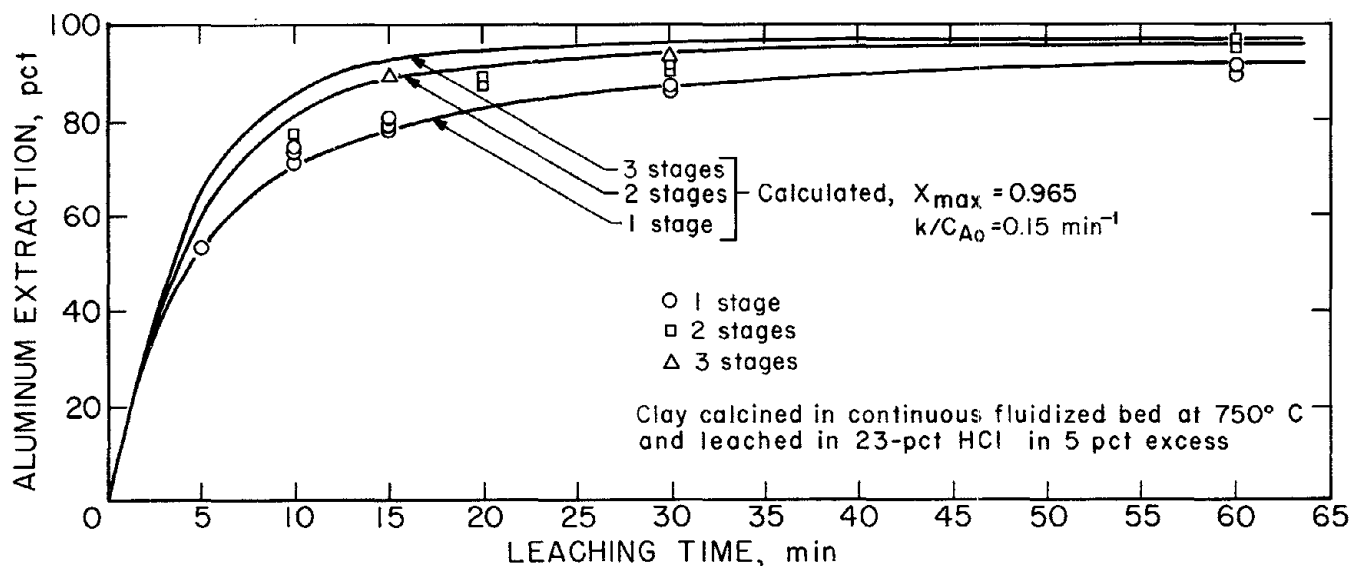 100
80
60
40
20
0
ALUMINUM EXTRACTION, pct
3 stages
2 stages
1 stage
Calculated, Xmax = 0.965
k/CAo = 0.15 min⁻¹
○ 1 stage
□ 2 stages
△ 3 stages
Clay calcined in continuous fluidized bed at 750° C
and leached in 23-pct HCl in 5 pct excess
5 10 15 20 25 30 35 40 45 50 55 60 65
LEACHING TIME, min